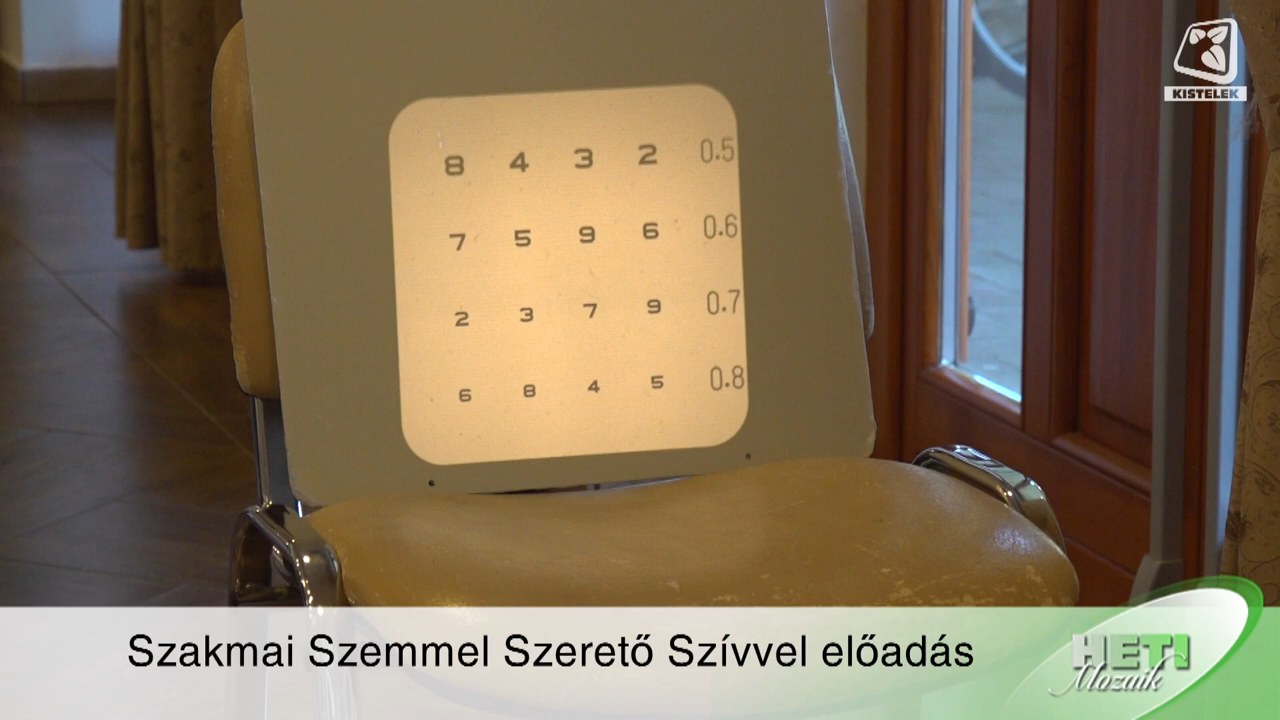 KISTELEK
8 4 3 2 0.5
7 5 9 6 0.6
2 3 7 9 0.7
6 8 4 5 0.8
Szakmai Szemmel Szerető Szívvel előadás
HETI
Mozaik